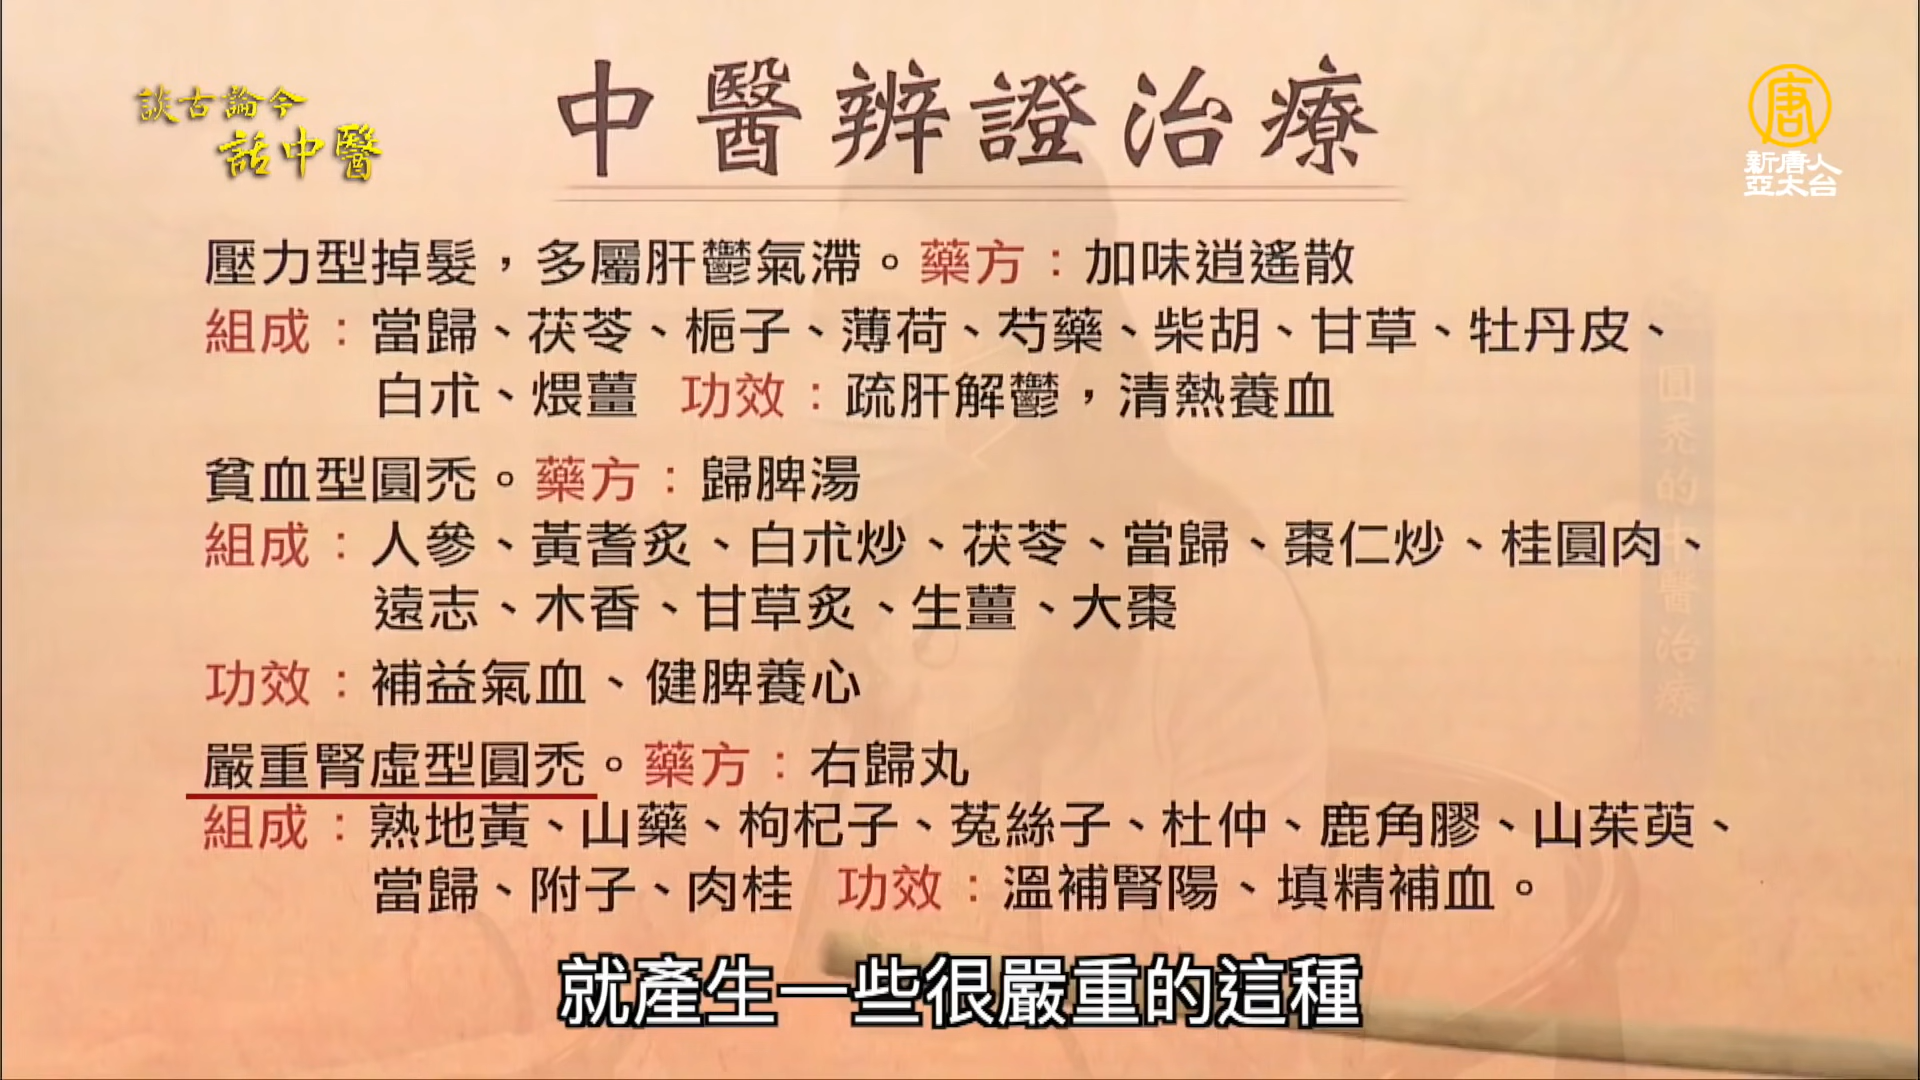 談古論今
話中醫
中醫辨證治療
唐
新唐人
亞太台
壓力型掉髮，多屬肝鬱氣滯。藥方：加味逍遙散
組成：當歸、茯苓、梔子、薄荷、芍藥、柴胡、甘草、牡丹皮、
白朮、煨薑 功效：疏肝解鬱，清熱養血
貧血型圓禿。藥方：歸脾湯
組成：人參、黃耆炙、白朮炒、茯苓、當歸、棗仁炒、桂圓肉、
遠志、木香、甘草炙、生薑、大棗
功效：補益氣血、健脾養心
嚴重腎虛型圓禿。藥方：右歸丸
組成：熟地黃、山藥、枸杞子、菟絲子、杜仲、鹿角膠、山茱萸、
當歸、附子、肉桂 功效：溫補腎陽、填精補血。
圓禿的中醫治療
就產生一些很嚴重的這種